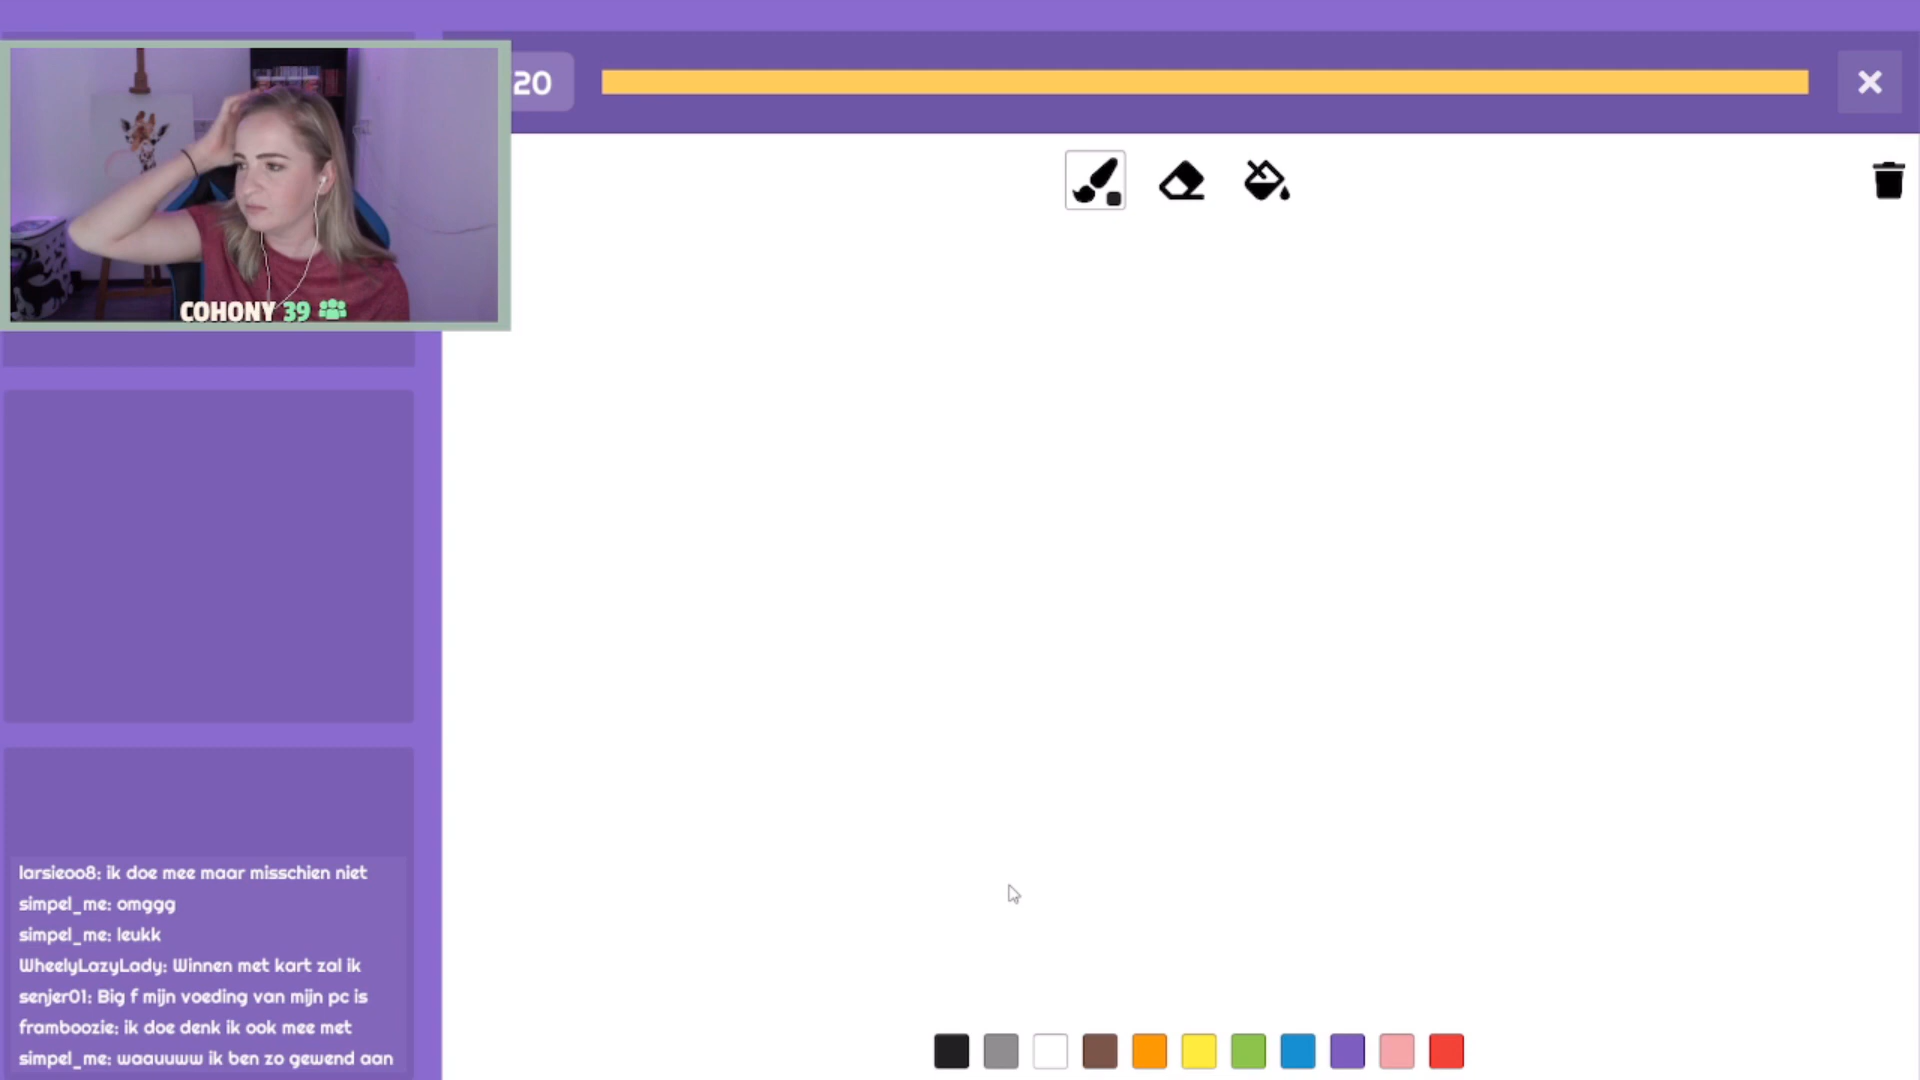 20
COHONY 39
larsieoo8: ik doe mee maar misschien niet
simpel_me: omggg
simpel_me: leukk
WheelyLazyLady: Winnen met kart zal ik
senjer01: Big f mijn voeding van mijn pc is
framboozie: ik doe denk ik ook mee met
simpel_me: waauuww ik ben zo gewend aan